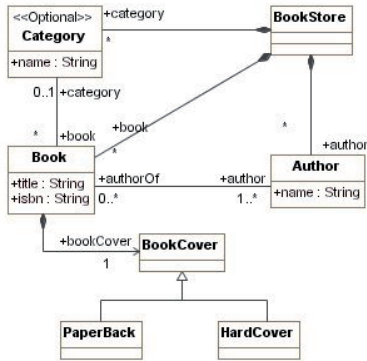 <<Optional>>
Category
+name : String
+category
*
BookStore
0..1
+category
*
+book
+book
*
*
+author
Book
+title : String
+isbn : String
+authorOf
0..*
+author
1..*
Author
+name : String
+bookCover
1
BookCover
PaperBack
HardCover